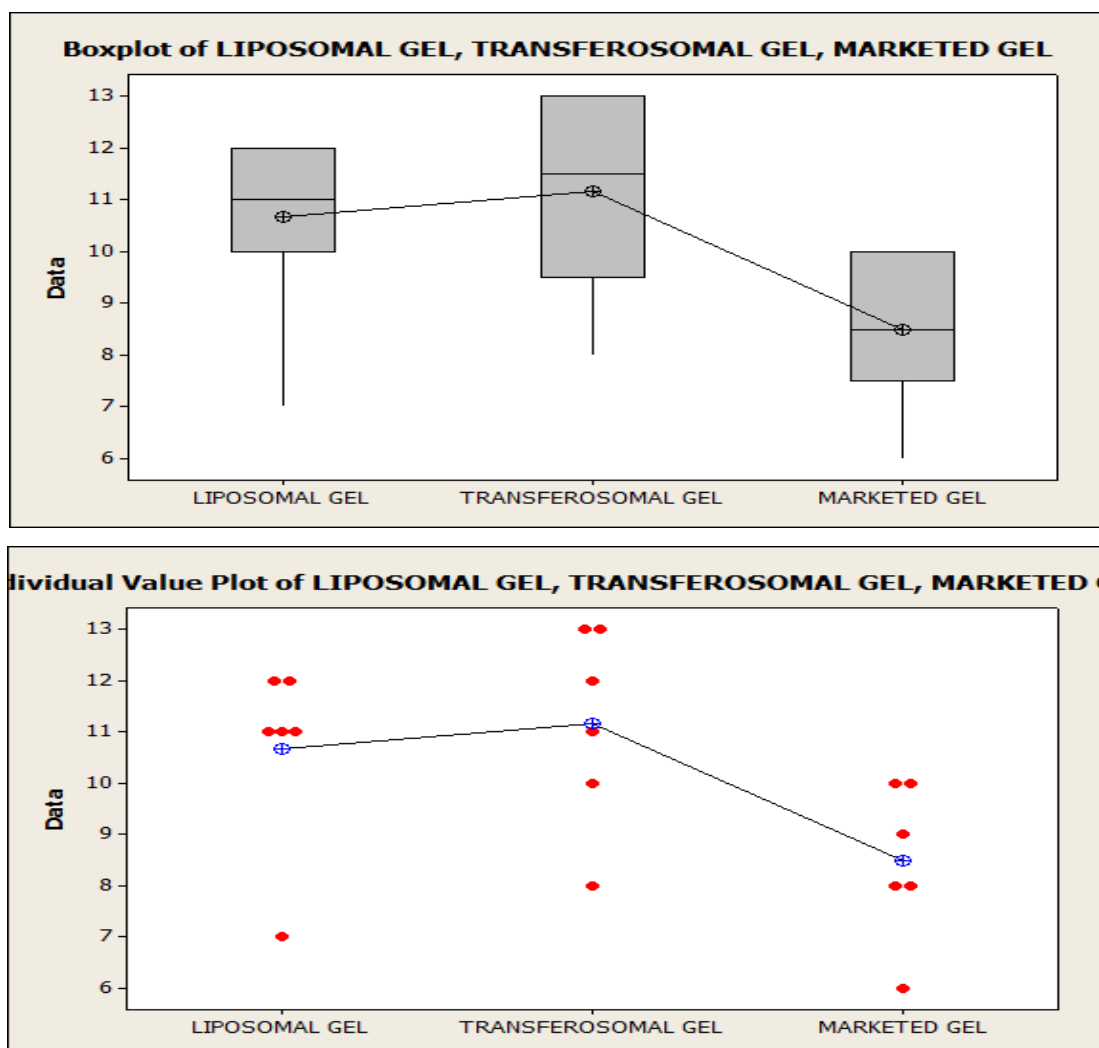 Boxplot of LIPOSOMAL GEL, TRANSFEROSOMAL GEL, MARKETED GEL
13
12
11
10
9
8
7
6
Data
LIPOSOMAL GEL TRANSFEROSOMAL GEL MARKETED GEL
dividual Value Plot of LIPOSOMAL GEL, TRANSFEROSOMAL GEL, MARKETED
13
12
11
10
9
8
7
6
Data
LIPOSOMAL GEL TRANSFEROSOMAL GEL MARKETED GEL